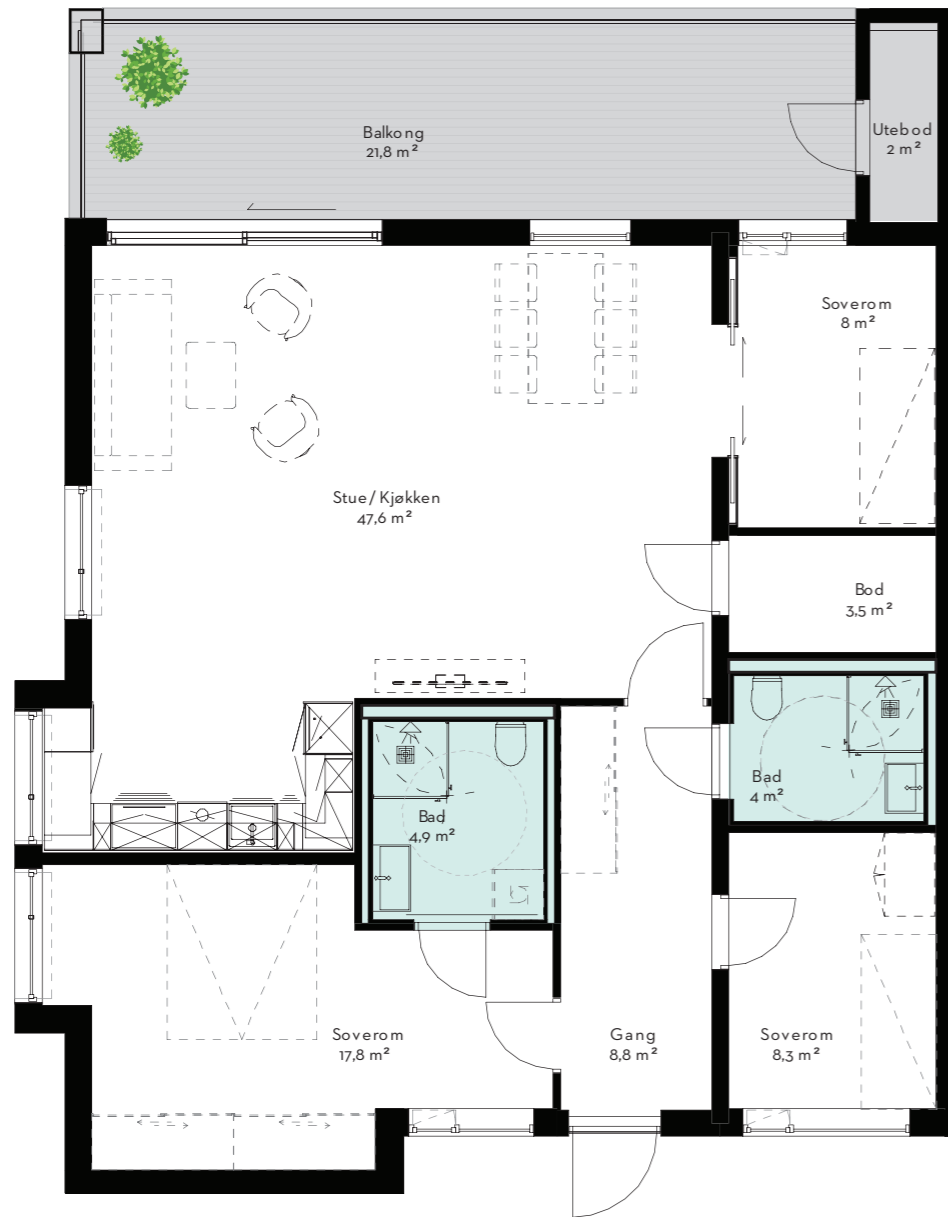 Balkong
21,8 m²
Utebod
2 m²
Soverom
8 m²
Stue/Kjøkken
47,6 m²
Bod
3,5 m²
Bad
4 m²
Bad
4,9 m²
Soverom
17,8 m²
Gang
8,8 m²
Soverom
8,3 m²